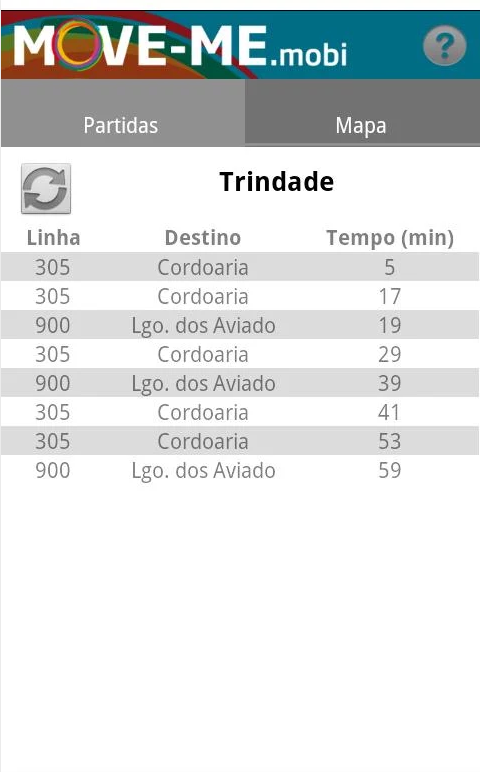 MOVE-ME.mobi
?
Partidas Mapa
Trindade
Linha Destino Tempo (min)
305 Cordoaria 5
305 Cordoaria 17
900 Lgo. dos Aviado 19
305 Cordoaria 29
900 Lgo. dos Aviado 39
305 Cordoaria 41
305 Cordoaria 53
900 Lgo. dos Aviado 59